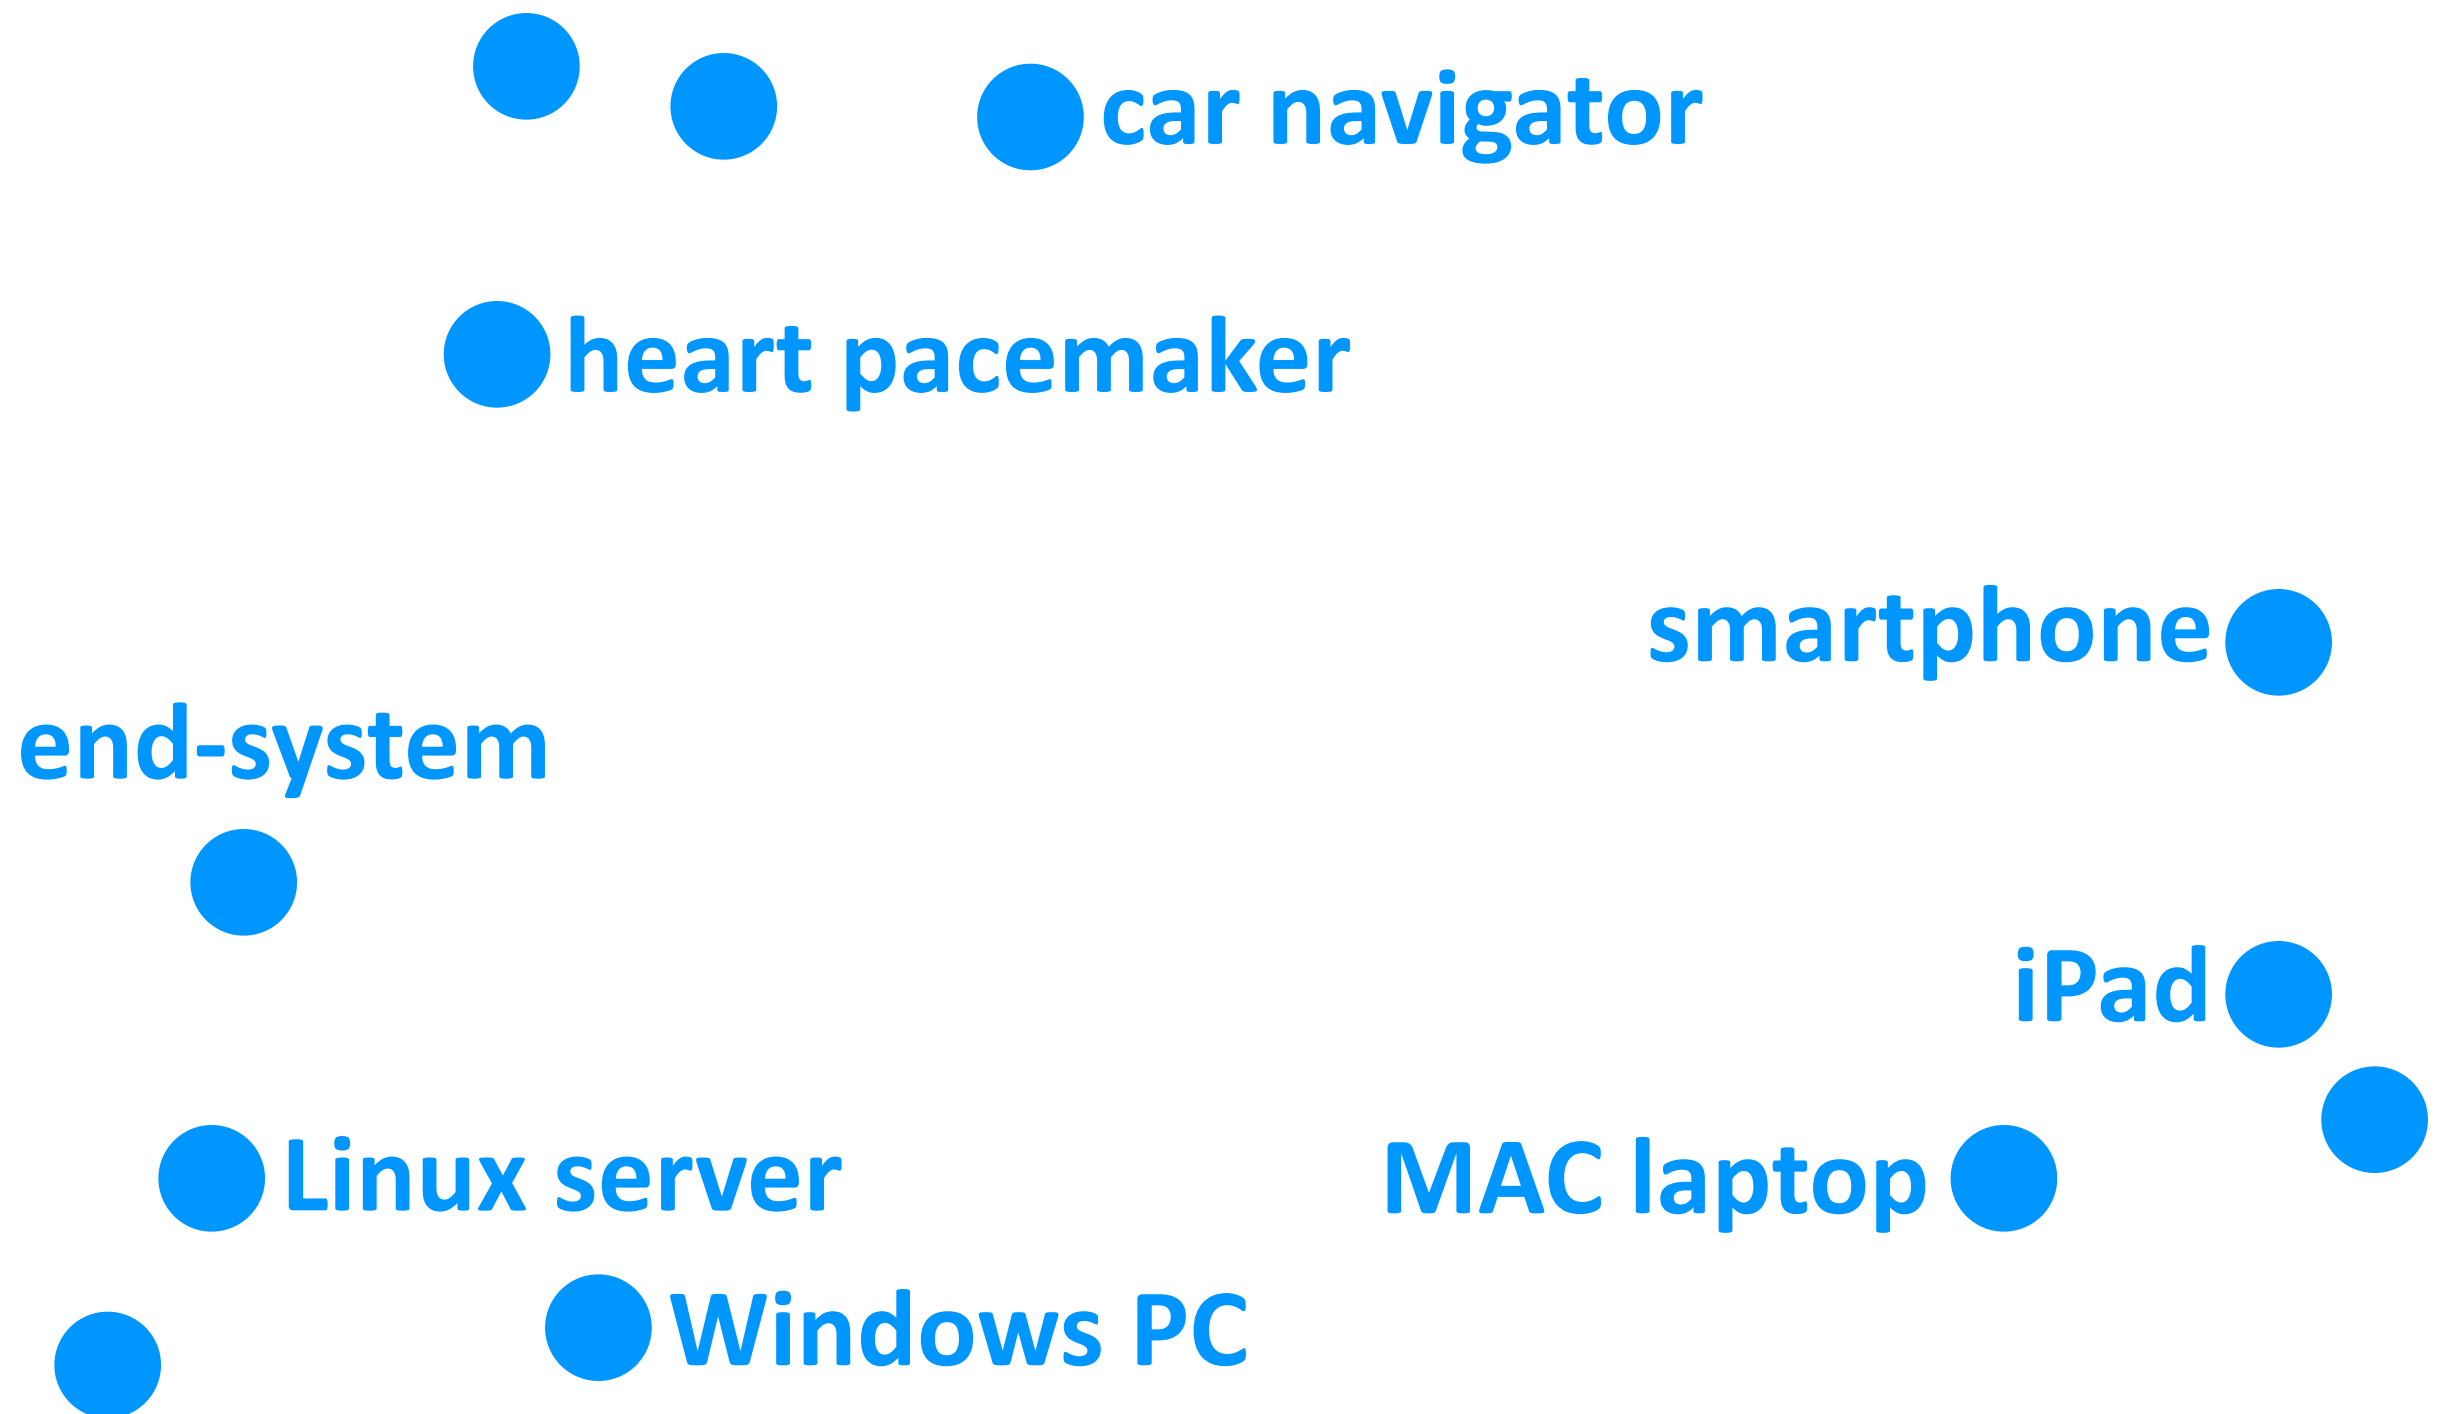 car navigator
heart pacemaker
smartphone
end-system
iPad
Linux server
MAC laptop
Windows PC